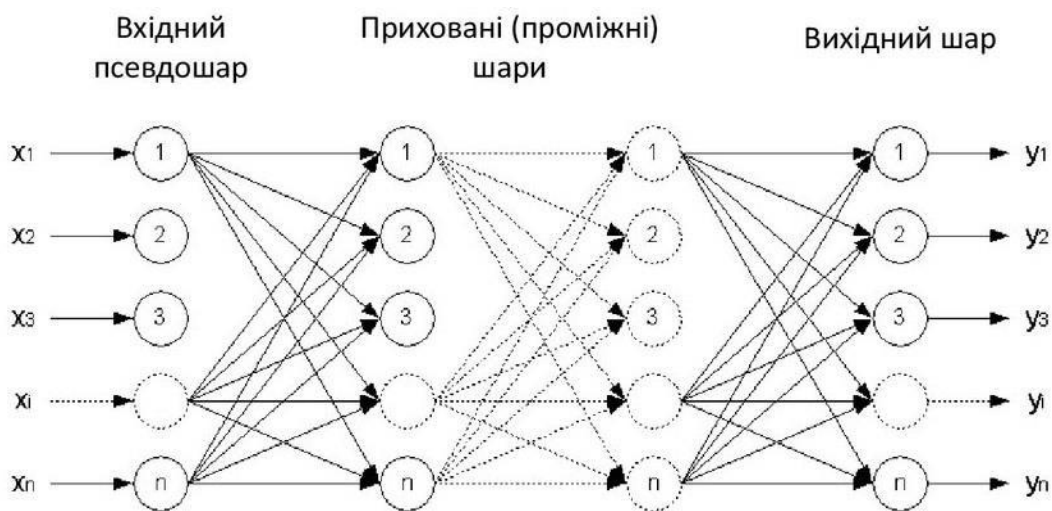 Вхідний
псевдошар
Приховані (проміжні)
шари
Вихідний шар
x1 1 1 1 1 y1
x2 2 2 2 2 y2
x3 3 3 3 3 y3
xi yi
xn n n n n yn